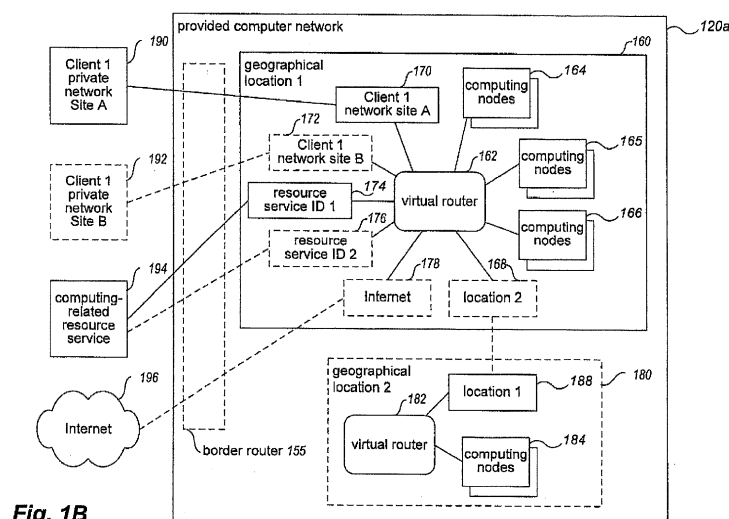 provided computer network
120a
190
Client 1
private
network
Site A
192
Client 1
private
network
Site B
194
computing-
related
resource
service
196
Internet
geographical
location 1
160
170
Client 1
network site A
172
Client 1
network site B
174
resource
service ID 1
176
resource
service ID 2
178
Internet
168
location 2
162
virtual router
164
computing
nodes
165
computing
nodes
166
computing
nodes
geographical
location 2
180
182
virtual router
location 1
188
184
computing
nodes
border router 155
Fig. 1B